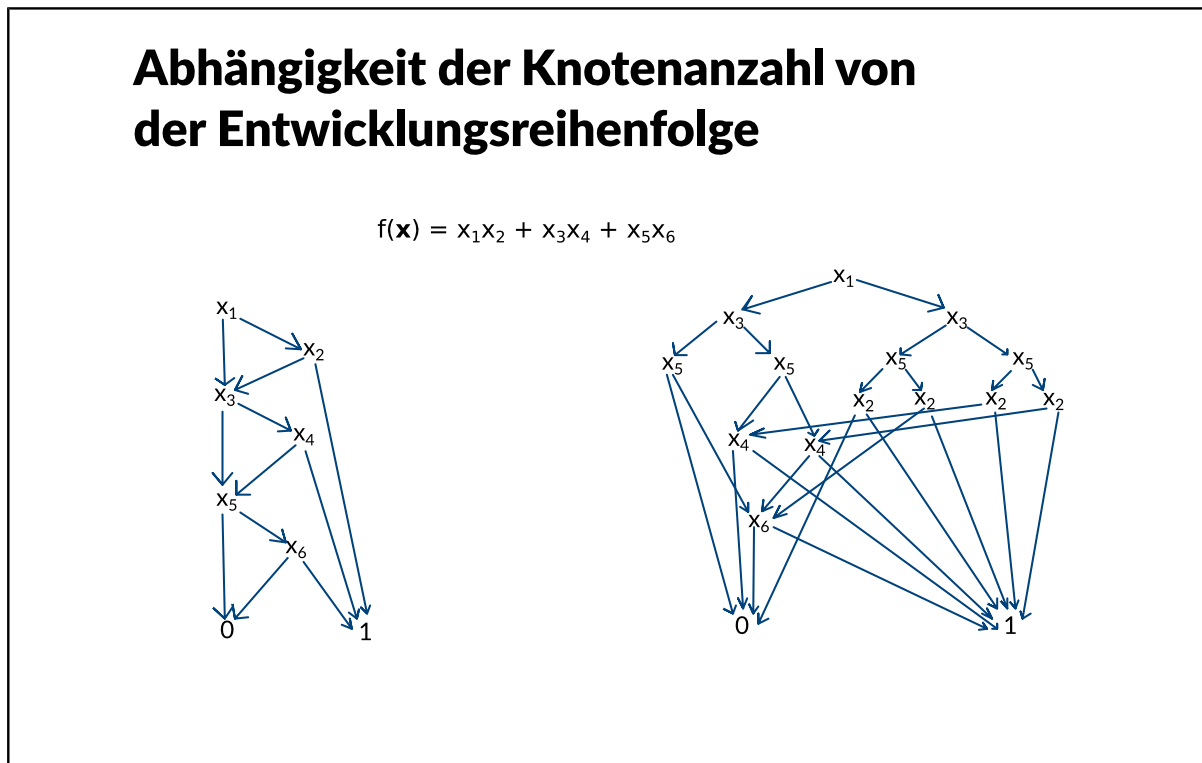 Abhängigkeit der Knotenanzahl von
der Entwicklungsreihenfolge
f(x) = x₁x₂ + x₃x₄ + x₅x₆
x₁
x₂
x₃
x₄
x₅
x₆
0 1
x₁
x₃ x₃
x₅ x₅ x₅ x₅
x₂ x₂ x₂ x₂
x₄ x₄
x₆
0 1